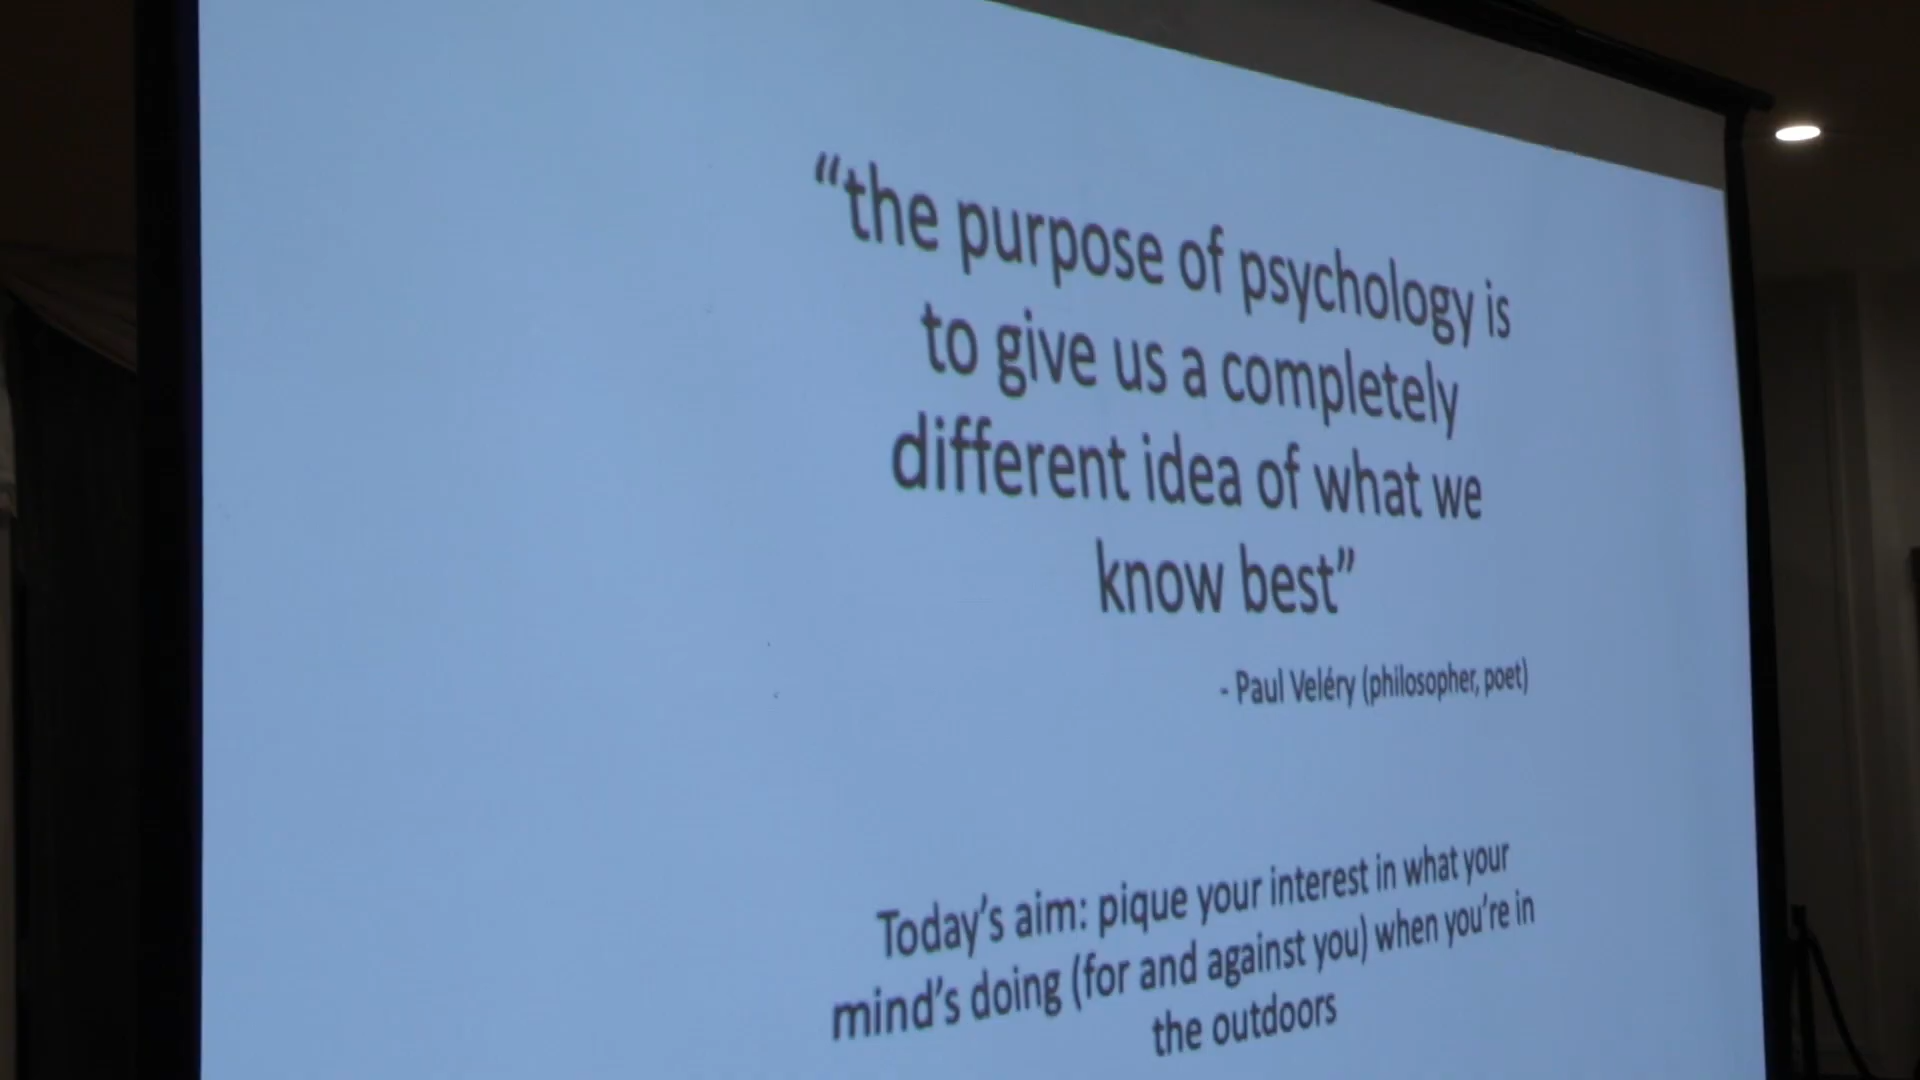 “the purpose of psychology is
to give us a completely
different idea of what we
know best”
- Paul Veléry (philosopher, poet)
Today’s aim: pique your interest in what your
mind’s doing (for and against you) when you’re in
the outdoors